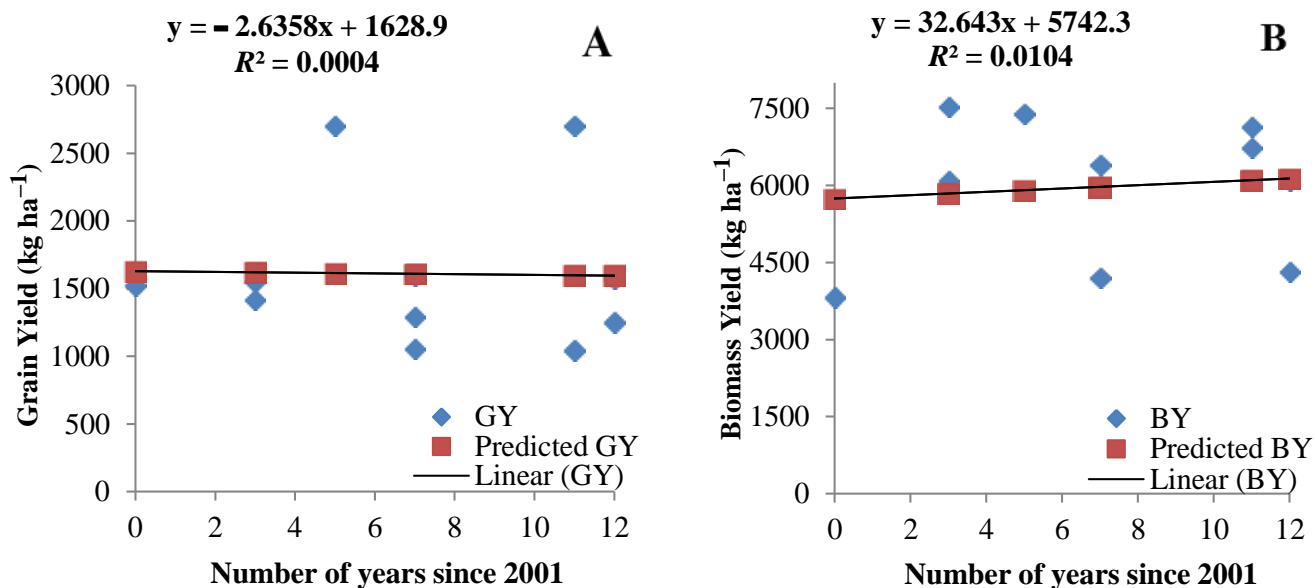 y = – 2.6358x + 1628.9
R² = 0.0004
A
3000
2500
2000
1500
1000
500
0
Grain Yield (kg ha⁻¹)
GY
Predicted GY
Linear (GY)
0 2 4 6 8 10 12
Number of years since 2001
y = 32.643x + 5742.3
R² = 0.0104
B
7500
6000
4500
3000
1500
0
Biomass Yield (kg ha⁻¹)
BY
Predicted BY
Linear (BY)
0 2 4 6 8 10 12
Number of years since 2001